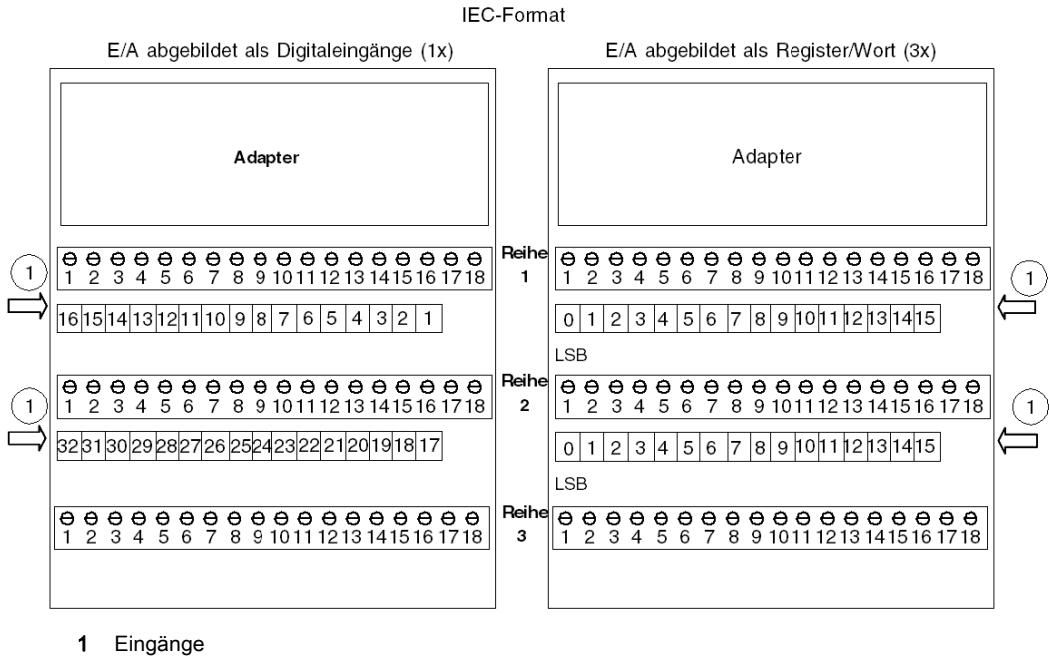 IEC-Format
E/A abgebildet als Digitaleingänge (1x)
E/A abgebildet als Register/Wort (3x)
Adapter
Adapter
Reihe
1
1 2 3 4 5 6 7 8 9 10 11 12 13 14 15 16 17 18
1 2 3 4 5 6 7 8 9 10 11 12 13 14 15 16 17 18
1
1
16 15 14 13 12 11 10 9 8 7 6 5 4 3 2 1
0 1 2 3 4 5 6 7 8 9 10 11 12 13 14 15
LSB
Reihe
2
1 2 3 4 5 6 7 8 9 10 11 12 13 14 15 16 17 18
1 2 3 4 5 6 7 8 9 10 11 12 13 14 15 16 17 18
1
1
32 31 30 29 28 27 26 25 24 23 22 21 20 19 18 17
0 1 2 3 4 5 6 7 8 9 10 11 12 13 14 15
LSB
Reihe
3
1 2 3 4 5 6 7 8 9 10 11 12 13 14 15 16 17 18
1 2 3 4 5 6 7 8 9 10 11 12 13 14 15 16 17 18
1 Eingänge